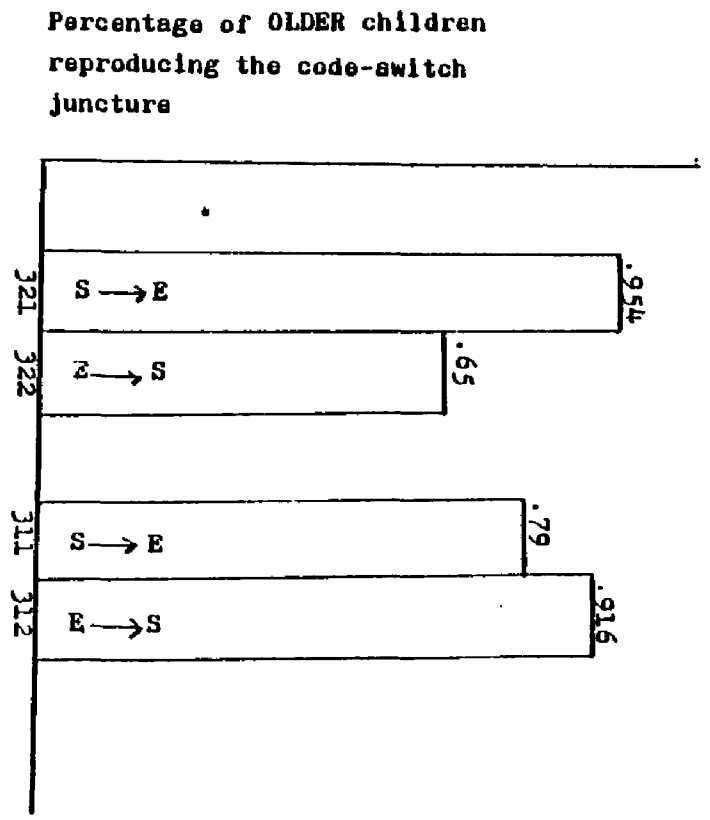 Percentage of OLDER children
reproducing the code-switch
juncture
321 S → E .954
322 E → S .65
311 S → E .79
312 E → S .916